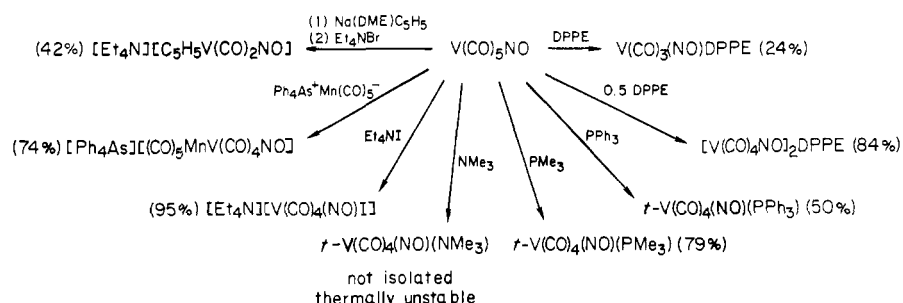 (1) Na(DME)C₅H₅
(2) Et₄NBr
(42%) [Et₄N][C₅H₅V(CO)₂NO]
V(CO)₅NO
DPPE
V(CO)₃(NO)DPPE (24%)
Ph₄As⁺Mn(CO)₅⁻
0.5 DPPE
Et₄NI
PPh₃
NMe₃
PMe₃
(74%) [Ph₄As][(CO)₅MnV(CO)₄NO]
[V(CO)₄NO]₂DPPE (84%)
(95%) [Et₄N][V(CO)₄(NO)I]
t-V(CO)₄(NO)(PPh₃) (50%)
t-V(CO)₄(NO)(NMe₃)
t-V(CO)₄(NO)(PMe₃) (79%)
not isolated
thermally unstable